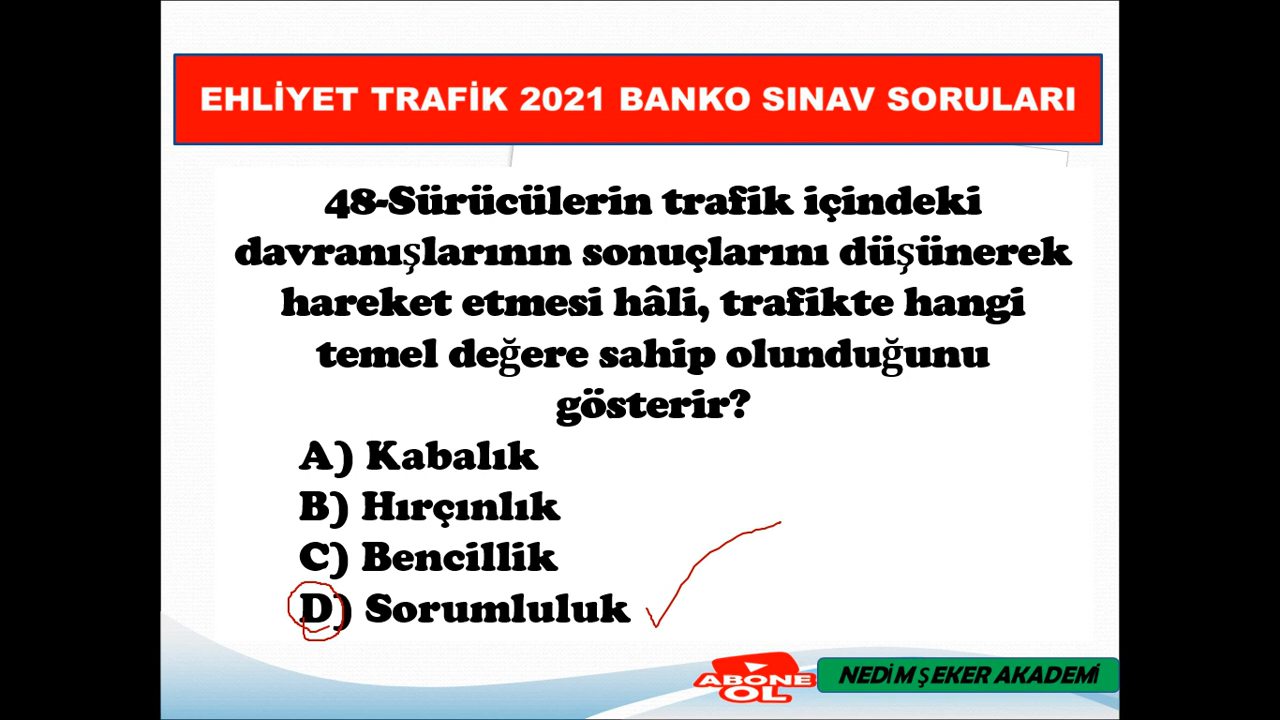 EHLİYET TRAFİK 2021 BANKO SINAV SORULARI
48-Sürücülerin trafik içindeki
davranışlarının sonuçlarını düşünerek
hareket etmesi hâli, trafikte hangi
temel değere sahip olunduğunu
gösterir?
A) Kabalık
B) Hırçınlık
C) Bencillik
D) Sorumluluk
ABONE
OL
NEDİM ŞEKER AKADEMİ